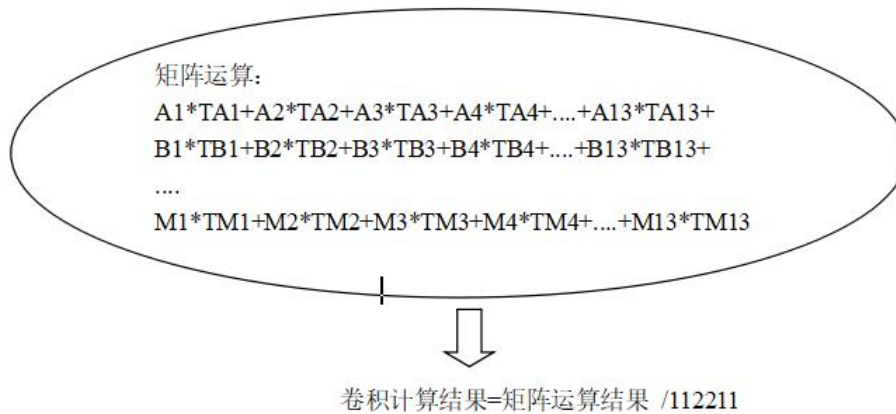 矩阵运算：
A1*TA1+A2*TA2+A3*TA3+A4*TA4+....+A13*TA13+
B1*TB1+B2*TB2+B3*TB3+B4*TB4+....+B13*TB13+
....
M1*TM1+M2*TM2+M3*TM3+M4*TM4+....+M13*TM13
卷积计算结果=矩阵运算结果 /112211